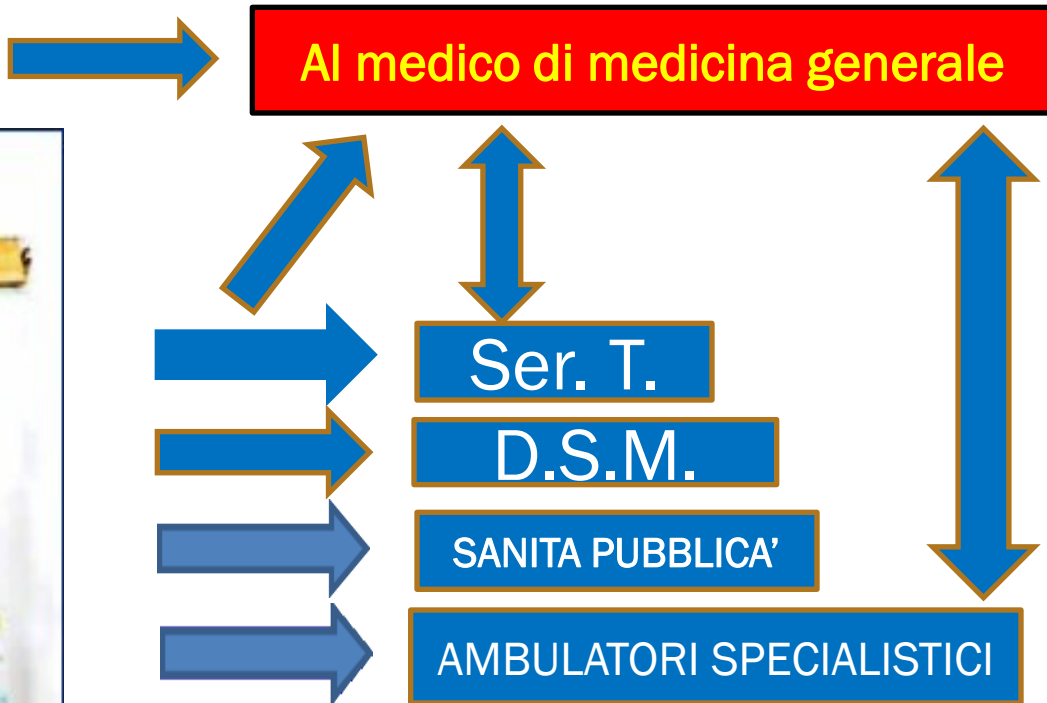 Al medico di medicina generale
Ser. T.
D.S.M.
SANITA PUBBLICA’
AMBULATORI SPECIALISTICI